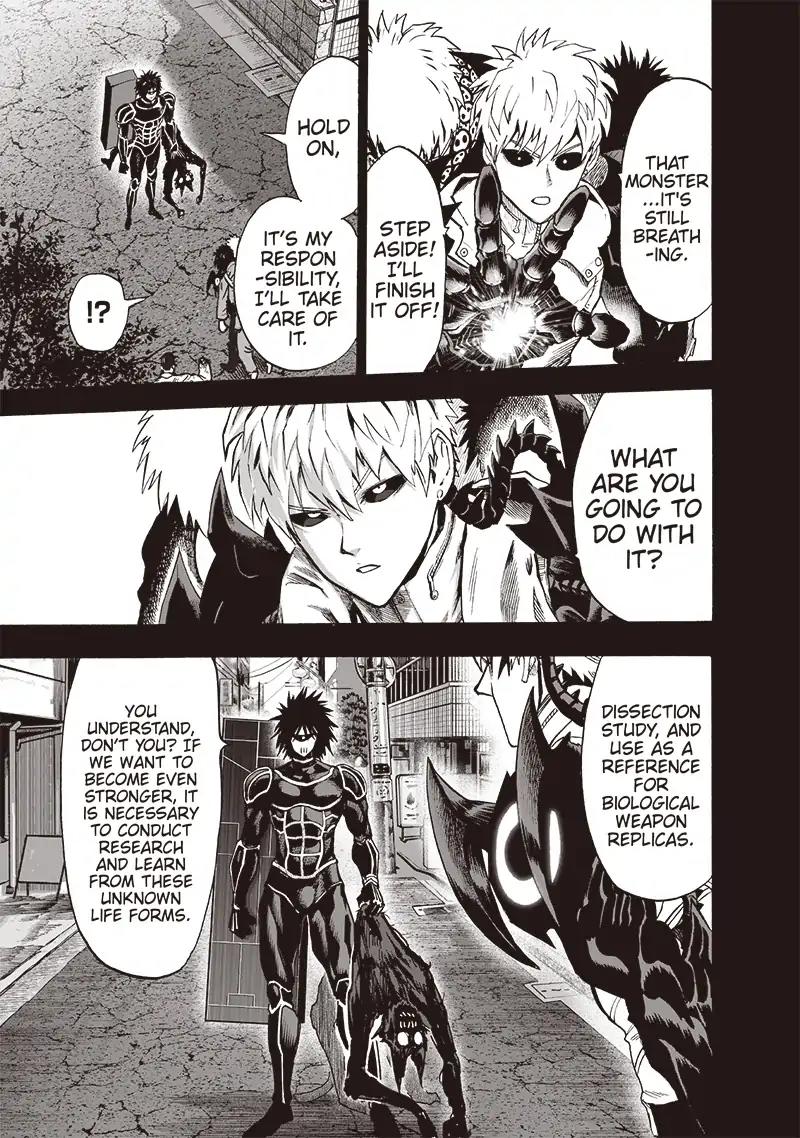 THAT
MONSTER
...IT'S
STILL
BREATH
-ING.
STEP
ASIDE!
I'LL
FINISH
IT OFF!
HOLD
ON,
IT'S MY
RESPON
-SIBILITY,
I'LL TAKE
CARE OF
IT.
!?
WHAT
ARE YOU
GOING TO
DO WITH
IT?
DISSECTION
STUDY, AND
USE AS A
REFERENCE
FOR
BIOLOGICAL
WEAPON
REPLICAS.
YOU
UNDERSTAND,
DON'T YOU? IF
WE WANT TO
BECOME EVEN
STRONGER, IT
IS NECESSARY
TO CONDUCT
RESEARCH
AND LEARN
FROM THESE
UNKNOWN
LIFE FORMS.